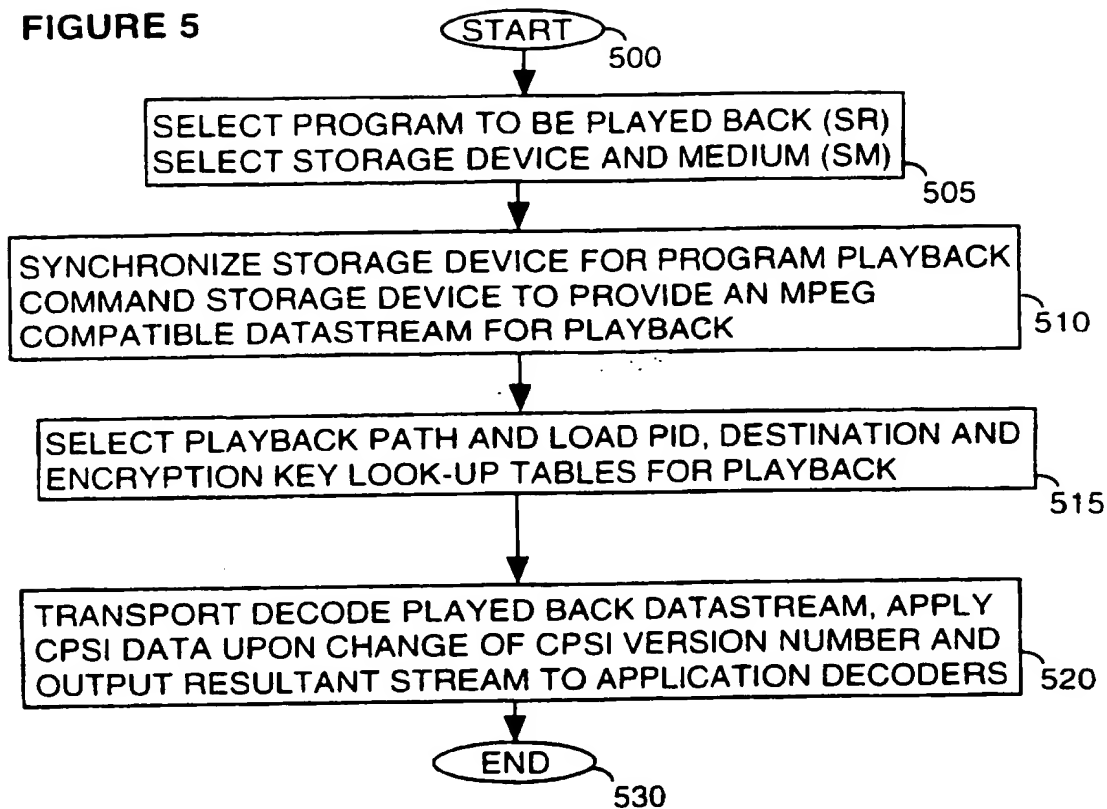 FIGURE 5
START
500
SELECT PROGRAM TO BE PLAYED BACK (SR)
SELECT STORAGE DEVICE AND MEDIUM (SM)
505
SYNCHRONIZE STORAGE DEVICE FOR PROGRAM PLAYBACK
COMMAND STORAGE DEVICE TO PROVIDE AN MPEG
COMPATIBLE DATASTREAM FOR PLAYBACK
510
SELECT PLAYBACK PATH AND LOAD PID, DESTINATION AND
ENCRYPTION KEY LOOK-UP TABLES FOR PLAYBACK
515
TRANSPORT DECODE PLAYED BACK DATASTREAM, APPLY
CPSI DATA UPON CHANGE OF CPSI VERSION NUMBER AND
OUTPUT RESULTANT STREAM TO APPLICATION DECODERS
520
END
530